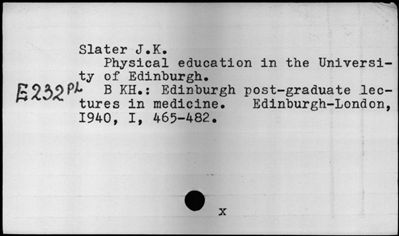 Slater J.K.
Physical education in the Universi-
ty of Edinburgh.
E232PL B KH.: Edinburgh post-graduate lec-
tures in medicine. Edinburgh-London,
I940, I, 465-482.
x